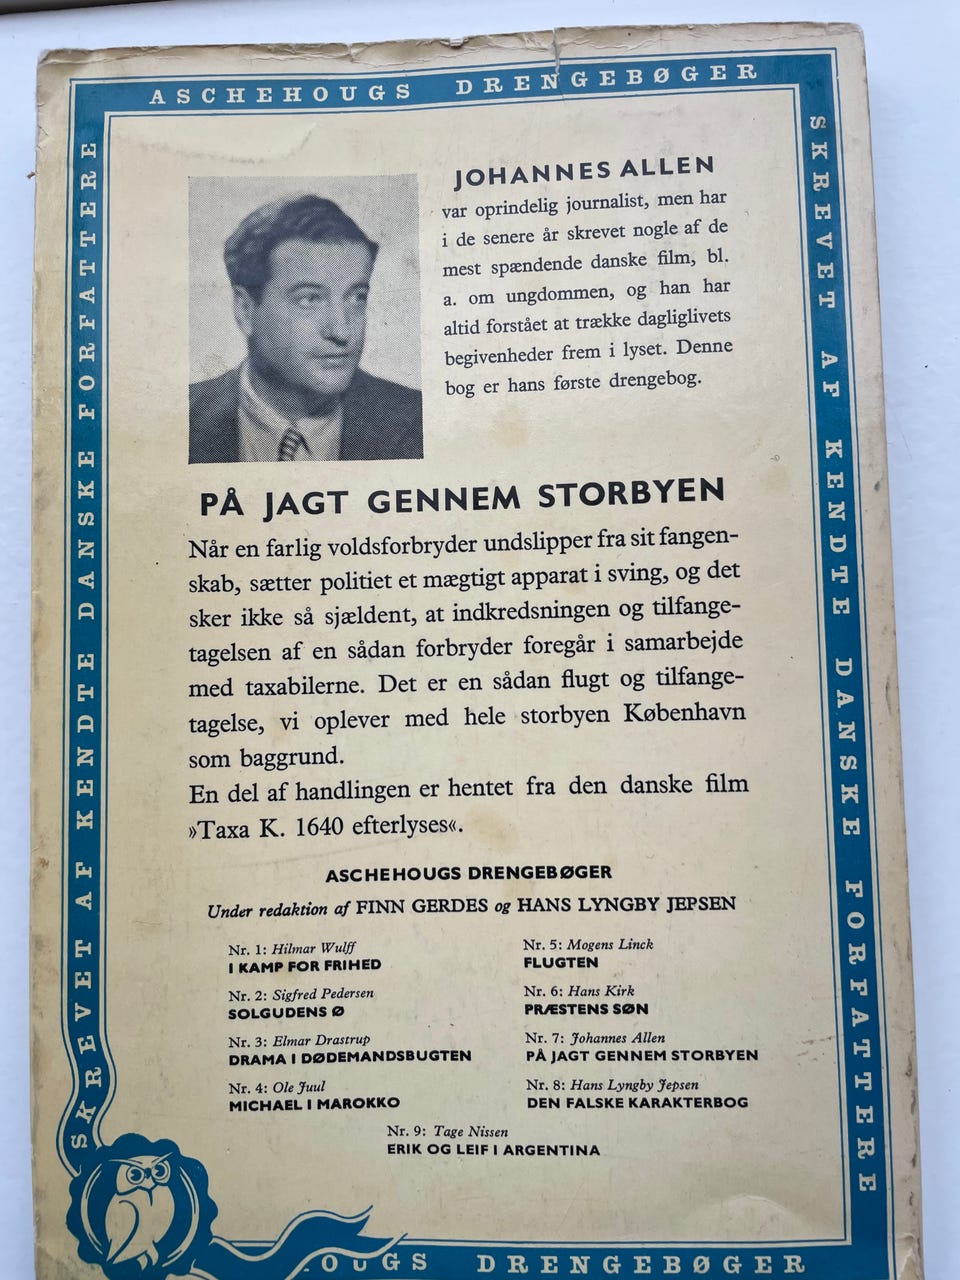 ASCHEHOUGS DRENGEBØGER
SKREVET AF KENDTE DANSKE FORFATTERE
SKREVET AF KENDTE DANSKE FORFATTERE
JOHANNES ALLEN
var oprindelig journalist, men har
i de senere år skrevet nogle af de
mest spændende danske film, bl.
a. om ungdommen, og han har
altid forstået at trække dagliglivets
begivenheder frem i lyset. Denne
bog er hans første drengebog.
PÅ JAGT GENNEM STORBYEN
Når en farlig voldsforbryder undslipper fra sit fangen-
skab, sætter politiet et mægtigt apparat i sving, og det
sker ikke så sjældent, at indkredsningen og tilfange-
tagelsen af en sådan forbryder foregår i samarbejde
med taxabilerne. Det er en sådan flugt og tilfange-
tagelse, vi oplever med hele storbyen København
som baggrund.
En del af handlingen er hentet fra den danske film
»Taxa K. 1640 efterlyses«.
ASCHEHOUGS DRENGEBØGER
Under redaktion af FINN GERDES og HANS LYNGBY JEPSEN
Nr. 1: Hilmar Wulff
I KAMP FOR FRIHED
Nr. 2: Sigfred Pedersen
SOLGUDENS Ø
Nr. 3: Elmar Drastrup
DRAMA I DØDEMANDSBUGTEN
Nr. 4: Ole Juul
MICHAEL I MAROKKO
Nr. 5: Mogens Linck
FLUGTEN
Nr. 6: Hans Kirk
PRÆSTENS SØN
Nr. 7: Johannes Allen
PÅ JAGT GENNEM STORBYEN
Nr. 8: Hans Lyngby Jepsen
DEN FALSKE KARAKTERBOG
Nr. 9: Tage Nissen
ERIK OG LEIF I ARGENTINA
OUGS DRENGEBØGER